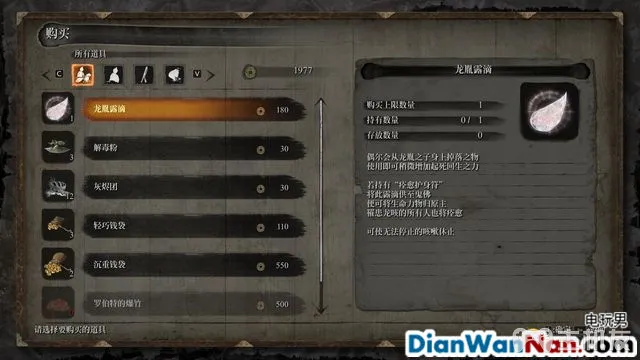 购买
所有道具
C
V
1977
龙胤露滴 180
1
解毒粉 30
3
灰烬团 30
12
轻巧钱袋 110
3
沉重钱袋 550
2
罗伯特的爆竹 500
请选择要购买的道具
龙胤露滴
购买上限数量 1
持有数量 0 / 1
存放数量 0
偶尔会从龙胤之子身上掉落之物
使用即可稍微增加起死回生之力
若持有“痊愈护身符”
将此露滴供至鬼佛
便可将生命力物归原主
罹患龙咳的所有人也将痊愈
可使无法停止的咳嗽休止
电玩男
DianWanNan.com